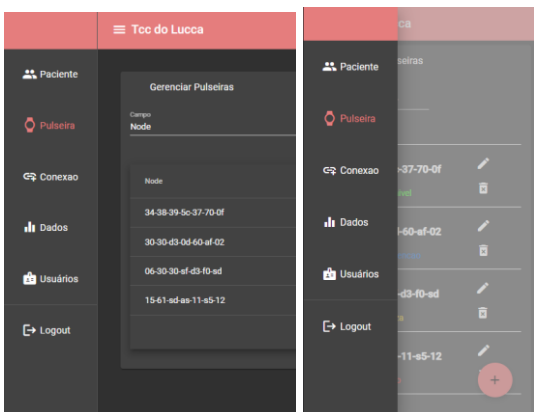 Tcc do Lucca
Paciente
Pulseira
Conexao
Dados
Usuários
Logout
Gerenciar Pulseiras
Campo
Node
Node
34-38-39-5c-37-70-0f
30-30-d3-0d-60-af-02
06-30-30-sf-d3-f0-sd
15-61-sd-as-11-s5-12
ca
Paciente
Pulseira
Conexao
Dados
Usuários
Logout
seiras
-37-70-0f
-60-af-02
-d3-f0-sd
-11-s5-12
+